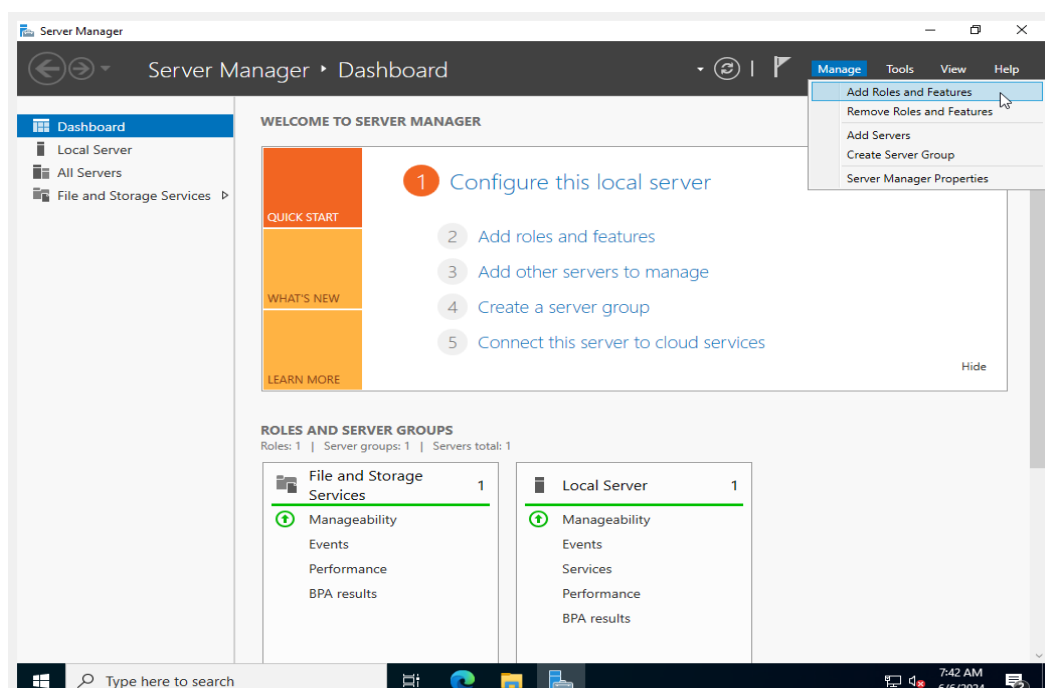 Server Manager
Server Manager • Dashboard
Manage Tools View Help
Add Roles and Features
Remove Roles and Features
Add Servers
Create Server Group
Server Manager Properties
Dashboard
Local Server
All Servers
File and Storage Services
WELCOME TO SERVER MANAGER
QUICK START
WHAT'S NEW
LEARN MORE
1 Configure this local server
2 Add roles and features
3 Add other servers to manage
4 Create a server group
5 Connect this server to cloud services
Hide
ROLES AND SERVER GROUPS
Roles: 1 | Server groups: 1 | Servers total: 1
File and Storage
Services
1
Manageability
Events
Performance
BPA results
Local Server 1
Manageability
Events
Services
Performance
BPA results
Type here to search
7:42 AM
6/6/2024